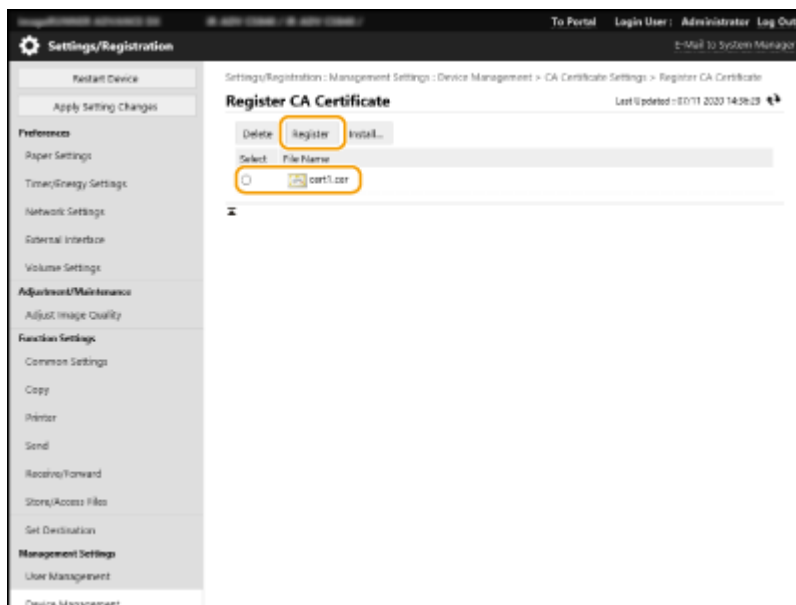 To Portal Login User : Administrator Log Out
Settings/Registration
E-Mail to System Manager
Restart Device
Apply Setting Changes
Settings/Registration : Management Settings : Device Management > CA Certificate Settings > Register CA Certificate
Register CA Certificate
Last Updated : 07/11 2020 14:36:29
Delete Register Install...
Select File Name
cert1.cer
Preferences
Paper Settings
Timer/Energy Settings
Network Settings
External Interface
Volume Settings
Adjustment/Maintenance
Adjust Image Quality
Function Settings
Common Settings
Copy
Printer
Send
Receive/Forward
Store/Access Files
Set Destination
Management Settings
User Management
Device Management